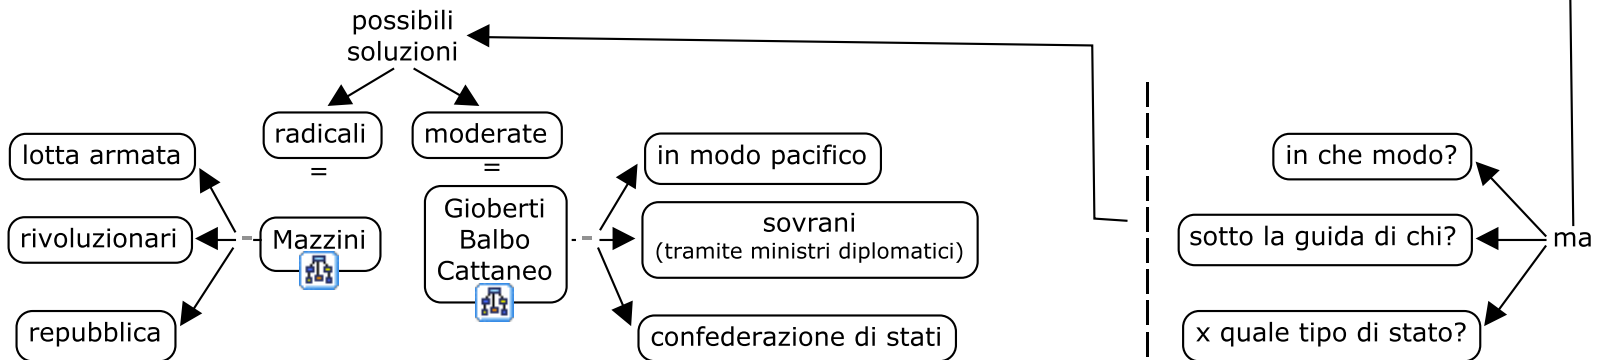 possibili
soluzioni
radicali
=
moderate
=
lotta armata
rivoluzionari
repubblica
Mazzini
Gioberti
Balbo
Cattaneo
in modo pacifico
sovrani
(tramite ministri diplomatici)
confederazione di stati
in che modo?
sotto la guida di chi?
x quale tipo di stato?
ma